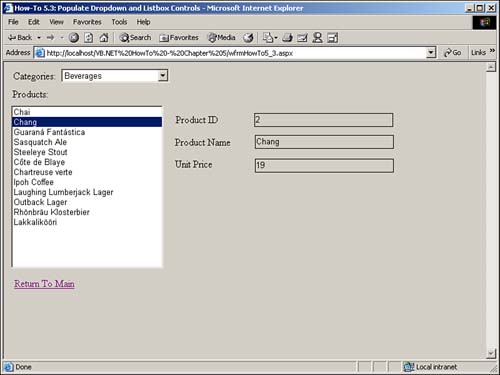 How-To 5.3: Populate Dropdown and Listbox Controls - Microsoft Internet Explorer
File Edit View Favorites Tools Help
Back Search Favorites Media
Address http://localhost/VB.NET%20HowTo%20-%20Chapter%205/wfrmHowTo5_3.aspx Go Links »
Categories: Beverages
Products:
Chai
Chang
Guaraná Fantástica
Sasquatch Ale
Steeleye Stout
Côte de Blaye
Chartreuse verte
Ipoh Coffee
Laughing Lumberjack Lager
Outback Lager
Rhönbräu Klosterbier
Lakkalikööri
Product ID 2
Product Name Chang
Unit Price 19
Return To Main
Done Local intranet